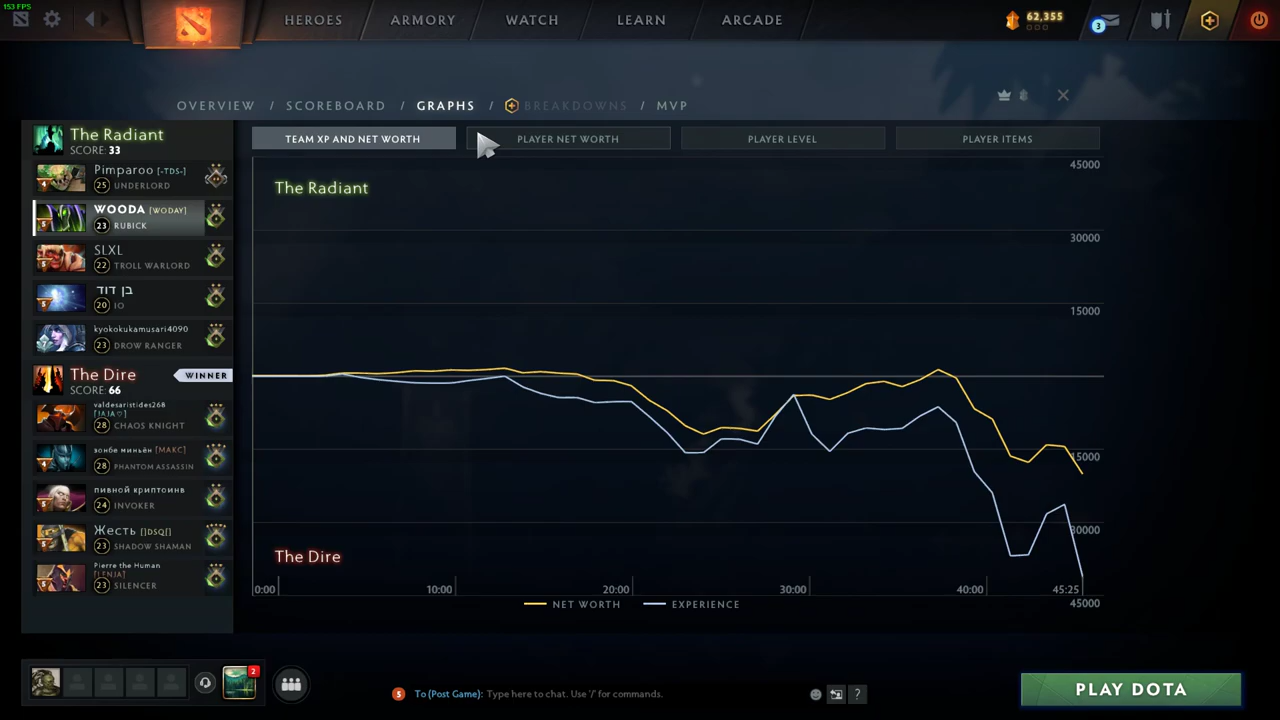 153 FPS
HEROES
ARMORY
WATCH
LEARN
ARCADE
62,355
3
OVERVIEW / SCOREBOARD / GRAPHS / BREAKDOWNS / MVP
TEAM XP AND NET WORTH
PLAYER NET WORTH
PLAYER LEVEL
PLAYER ITEMS
The Radiant
SCORE: 33
Pimparoo [-TDS-]
25 UNDERLORD
WOODA [WODAY]
23 RUBICK
SLXL
22 TROLL WARLORD
בן דוד
20 IO
kyokokukamusari4090
23 DROW RANGER
The Dire
WINNER
SCORE: 66
valdesaristides268
[JAJA♡]
28 CHAOS KNIGHT
зонбе миньён [МАКС]
28 PHANTOM ASSASSIN
пивной криптоинв
24 INVOKER
Жесть []DSQ[]
23 SHADOW SHAMAN
Pierre the Human
[LENJA]
23 SILENCER
The Radiant
45000
30000
15000
15000
30000
45000
The Dire
0:00
10:00
20:00
30:00
40:00
45:25
NET WORTH
EXPERIENCE
2
5
To (Post Game): Type here to chat. Use '/' for commands.
?
PLAY DOTA